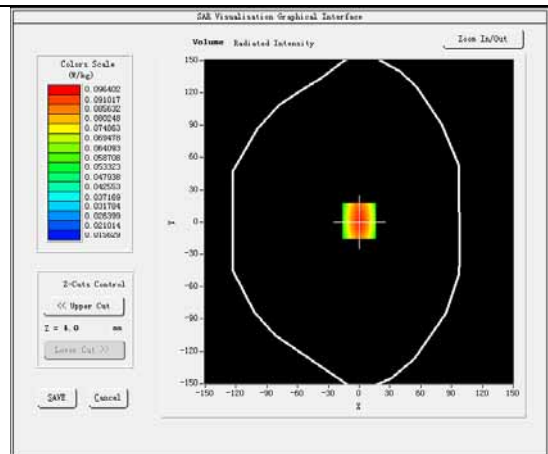 SAR Visualisation Graphical Interface
Volume Radiated Intensity
Zoom In/Out
Colors Scale
(W/kg)
0.096402
0.091017
0.085632
0.080248
0.074863
0.069478
0.064093
0.058708
0.053323
0.047938
0.042553
0.037169
0.031784
0.026399
0.021014
0.015629
Z-Cuts Control
<< Upper Cut
Z = 4.0 mm
Lower Cut >>
SAVE
Cancel
150
120
90
60
30
0
-30
-60
-90
-120
-150
Y
-150 -120 -90 -60 -30 0 30 60 90 120 150
X